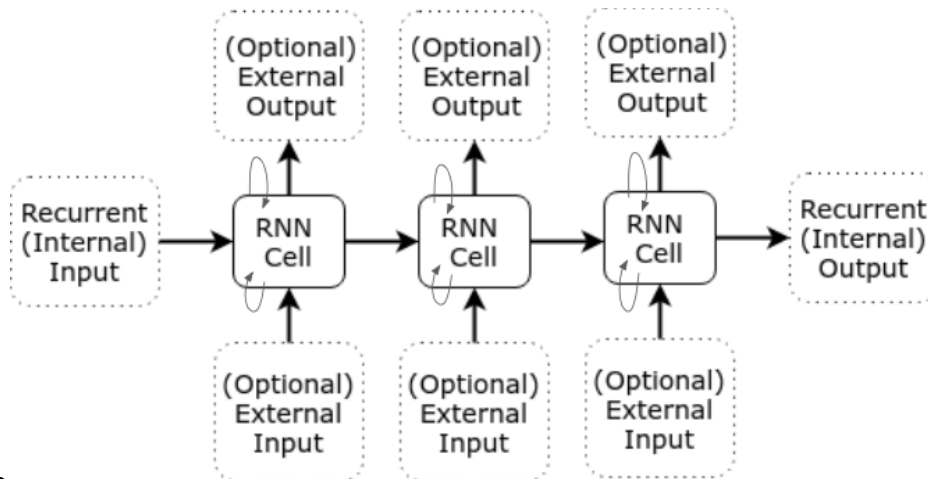 (Optional)
External
Output
(Optional)
External
Output
(Optional)
External
Output
Recurrent
(Internal)
Input
RNN
Cell
RNN
Cell
RNN
Cell
Recurrent
(Internal)
Output
(Optional)
External
Input
(Optional)
External
Input
(Optional)
External
Input